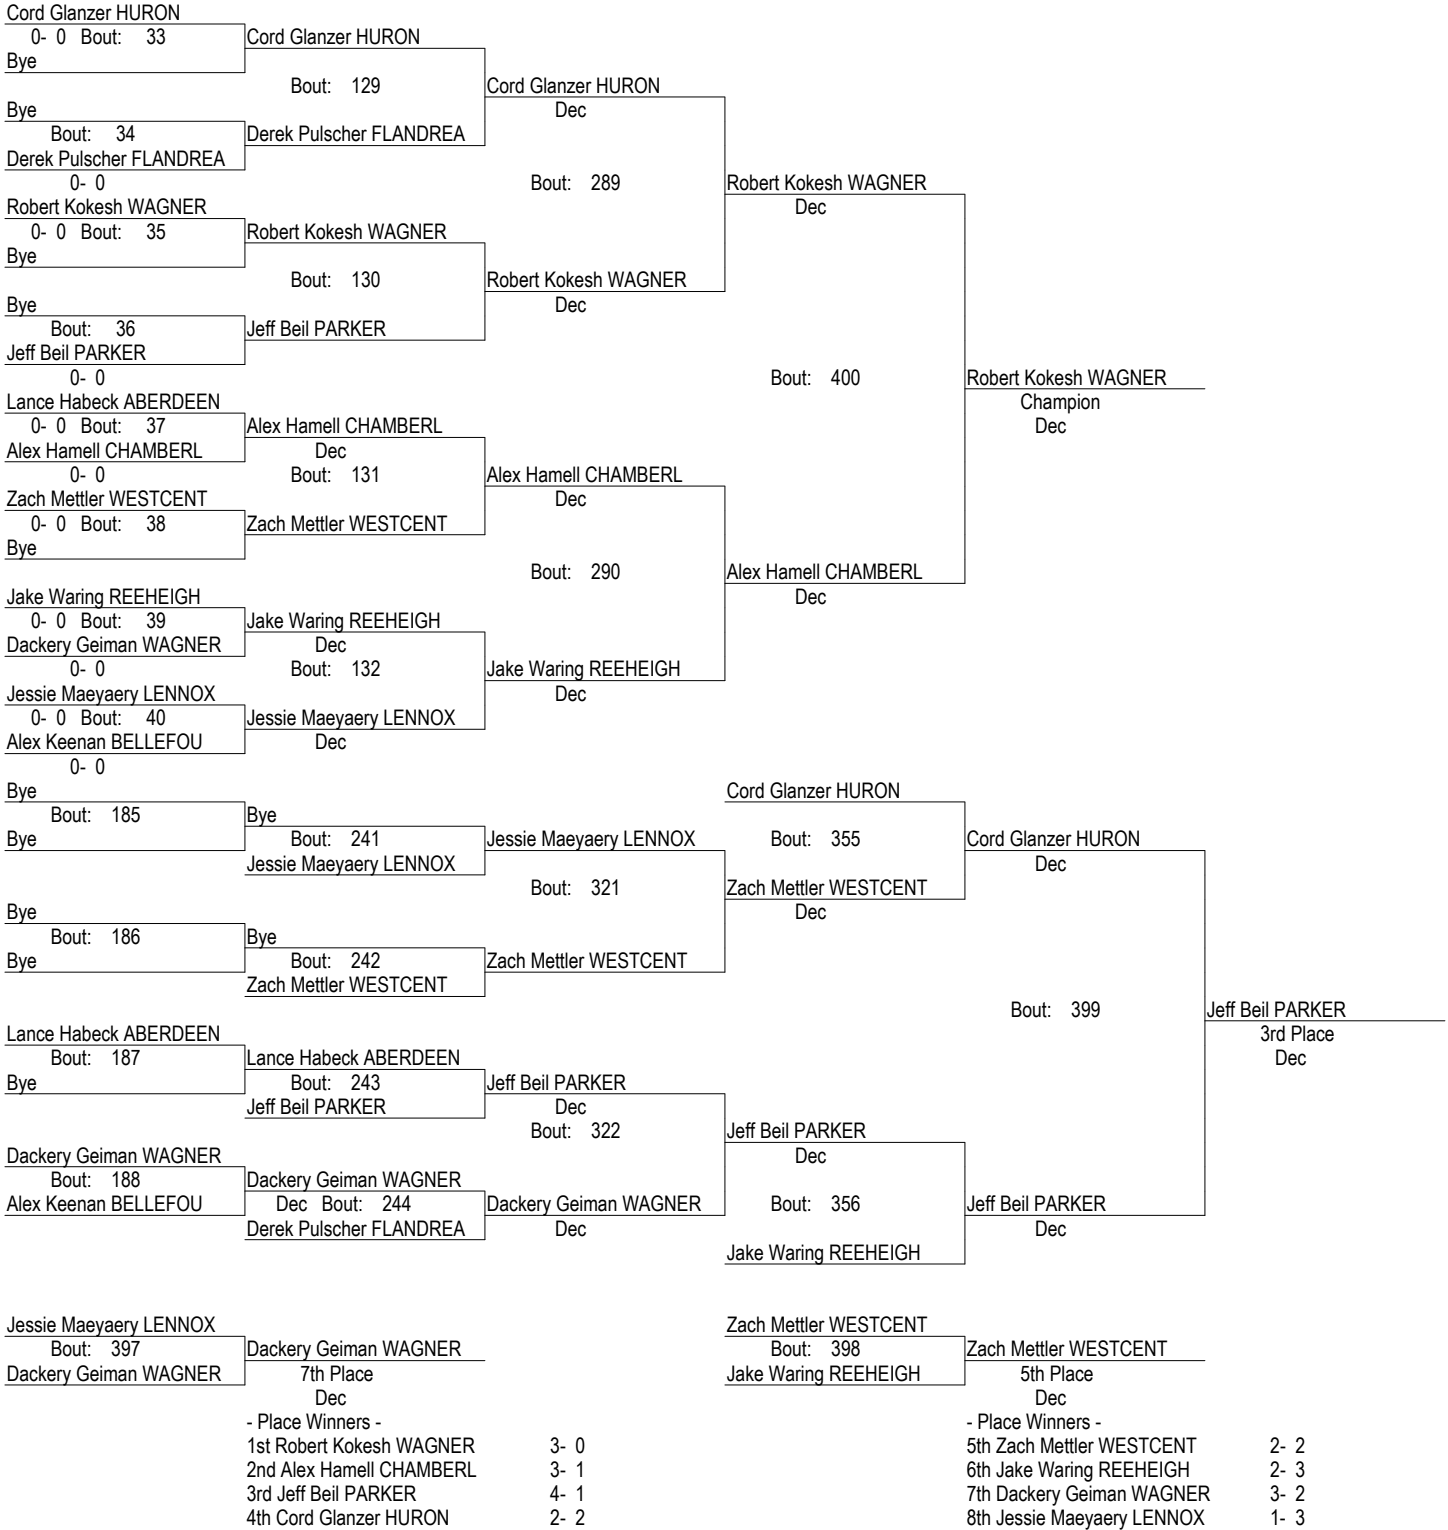 Cord Glanzer HURON
0- 0 Bout: 33 Cord Glanzer HURON
Bye
Bout: 129 Cord Glanzer HURON
Bye Dec
Bout: 34 Derek Pulscher FLANDREA
Derek Pulscher FLANDREA
0- 0 Bout: 289 Robert Kokesh WAGNER
Robert Kokesh WAGNER Dec
0- 0 Bout: 35 Robert Kokesh WAGNER
Bye
Bout: 130 Robert Kokesh WAGNER
Bye Dec
Bout: 36 Jeff Beil PARKER
Jeff Beil PARKER
0- 0 Bout: 400 Robert Kokesh WAGNER
Lance Habeck ABERDEEN Champion
0- 0 Bout: 37 Alex Hamell CHAMBERL Dec
Alex Hamell CHAMBERL Dec
0- 0 Bout: 131 Alex Hamell CHAMBERL
Zach Mettler WESTCENT Dec
0- 0 Bout: 38 Zach Mettler WESTCENT
Bye
Bout: 290 Alex Hamell CHAMBERL
Jake Waring REEHEIGH Dec
0- 0 Bout: 39 Jake Waring REEHEIGH
Dackery Geiman WAGNER Dec
0- 0 Bout: 132 Jake Waring REEHEIGH
Jessie Maeyaery LENNOX Dec
0- 0 Bout: 40 Jessie Maeyaery LENNOX
Alex Keenan BELLEFOU Dec
0- 0
Bye Cord Glanzer HURON
Bout: 185 Bye
Bye Bout: 241 Jessie Maeyaery LENNOX Bout: 355 Cord Glanzer HURON
Jessie Maeyaery LENNOX Dec
Bout: 321 Zach Mettler WESTCENT
Bye Dec
Bout: 186 Bye
Bye Bout: 242 Zach Mettler WESTCENT
Zach Mettler WESTCENT
Bout: 399 Jeff Beil PARKER
Lance Habeck ABERDEEN 3rd Place
Bout: 187 Lance Habeck ABERDEEN Dec
Bye Bout: 243 Jeff Beil PARKER
Jeff Beil PARKER Dec
Bout: 322 Jeff Beil PARKER
Dackery Geiman WAGNER Dec
Bout: 188 Dackery Geiman WAGNER
Alex Keenan BELLEFOU Dec Bout: 244 Dackery Geiman WAGNER Bout: 356 Jeff Beil PARKER
Derek Pulscher FLANDREA Dec Dec
Jake Waring REEHEIGH
Jessie Maeyaery LENNOX Zach Mettler WESTCENT
Bout: 397 Dackery Geiman WAGNER Bout: 398 Zach Mettler WESTCENT
Dackery Geiman WAGNER 7th Place Jake Waring REEHEIGH 5th Place
Dec Dec
- Place Winners - - Place Winners -
1st Robert Kokesh WAGNER 3- 0 5th Zach Mettler WESTCENT 2- 2
2nd Alex Hamell CHAMBERL 3- 1 6th Jake Waring REEHEIGH 2- 3
3rd Jeff Beil PARKER 4- 1 7th Dackery Geiman WAGNER 3- 2
4th Cord Glanzer HURON 2- 2 8th Jessie Maeyaery LENNOX 1- 3